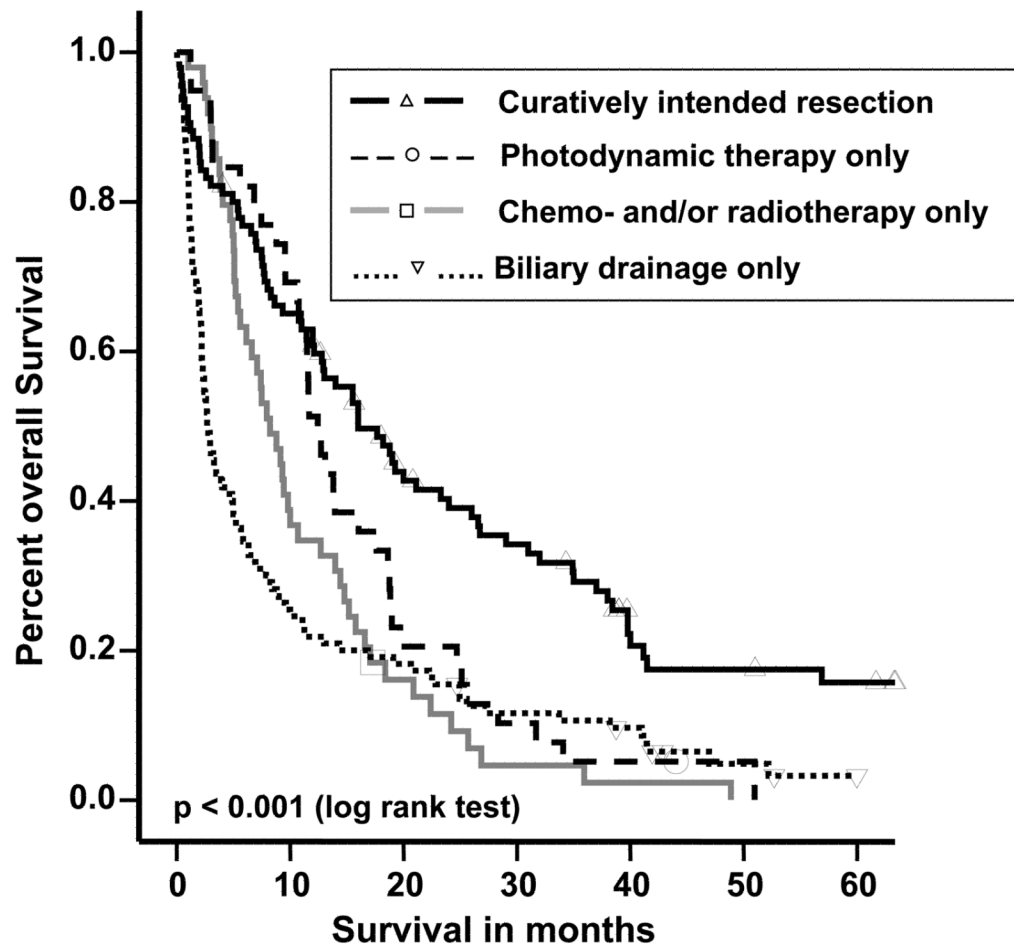 Percent overall Survival
1.0
0.8
0.6
0.4
0.2
0.0
Curatively intended resection
Photodynamic therapy only
Chemo- and/or radiotherapy only
Biliary drainage only
p < 0.001 (log rank test)
0 10 20 30 40 50 60
Survival in months